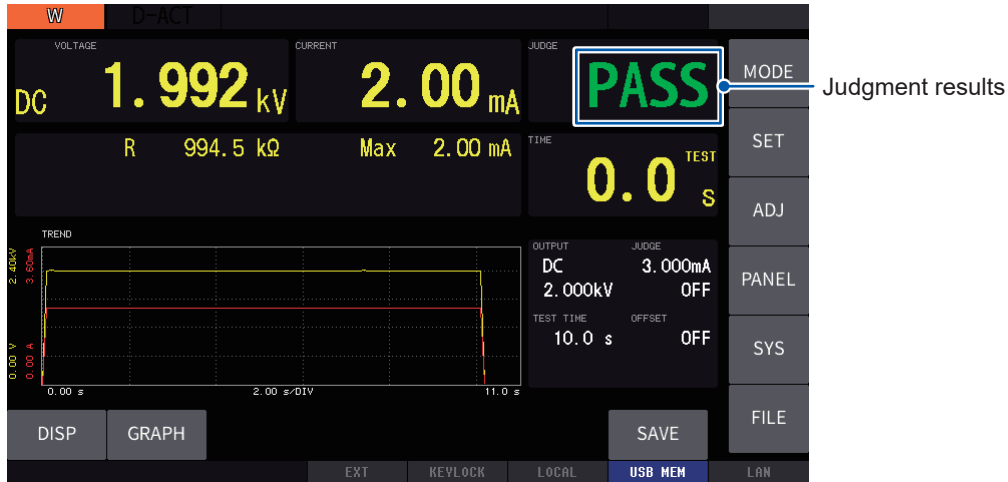 W
D-ACT
VOLTAGE
DC 1.992 kV
CURRENT
2.00 mA
JUDGE
PASS
Judgment results
R 994.5 kΩ Max 2.00 mA
TIME
TEST
0.0 s
TREND
2.40kV
3.60mA
0.00 V
0.00 A
0.00 s 2.00 s/DIV 11.0 s
OUTPUT JUDGE
DC 3.000mA
2.000kV OFF
TEST TIME OFFSET
10.0 s OFF
MODE
SET
ADJ
PANEL
SYS
FILE
DISP GRAPH SAVE
EXT KEYLOCK LOCAL USB MEM LAN